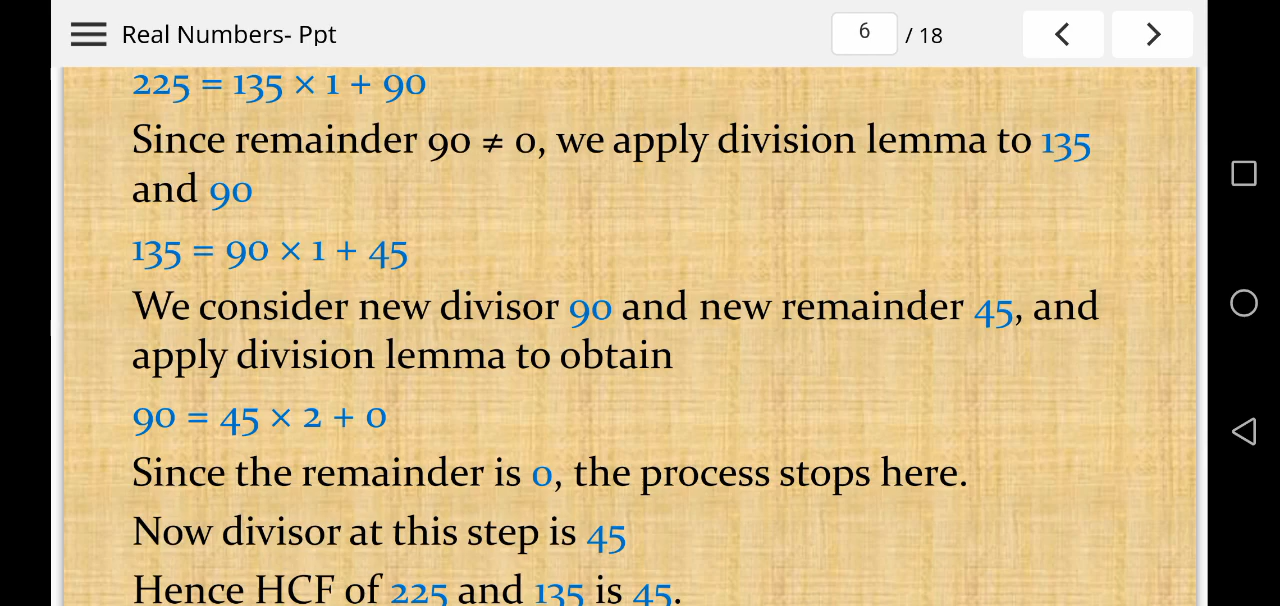 Real Numbers- Ppt
6 / 18
225 = 135 × 1 + 90
Since remainder 90 ≠ 0, we apply division lemma to 135
and 90
135 = 90 × 1 + 45
We consider new divisor 90 and new remainder 45, and
apply division lemma to obtain
90 = 45 × 2 + 0
Since the remainder is 0, the process stops here.
Now divisor at this step is 45
Hence HCF of 225 and 135 is 45.